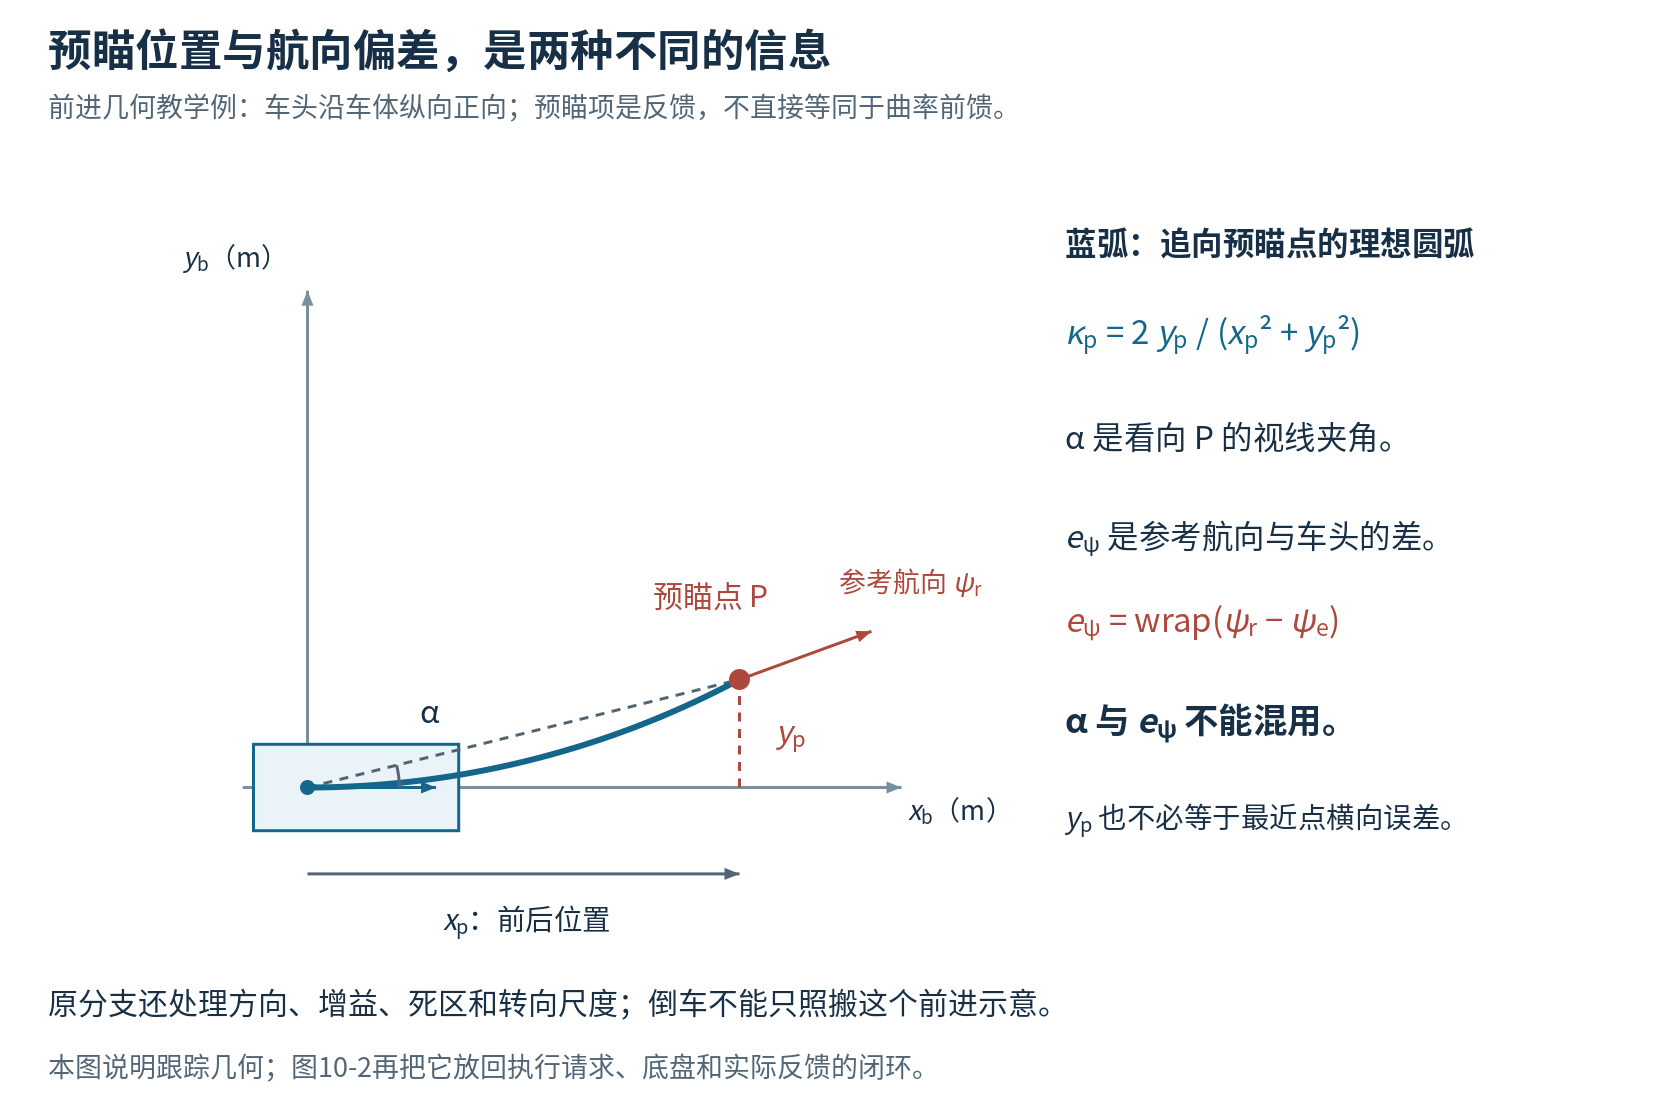 预瞄位置与航向偏差，是两种不同的信息
前进几何教学例：车头沿车体纵向正向；预瞄项是反馈，不直接等同于曲率前馈。
yb（m）
蓝弧：追向预瞄点的理想圆弧
κp = 2 yp / (xp² + yp²)
α 是看向 P 的视线夹角。
eψ 是参考航向与车头的差。
参考航向 ψr
预瞄点 P
eψ = wrap(ψr − ψe)
α
yp
α 与 eψ 不能混用。
xb（m）
yp 也不必等于最近点横向误差。
xp：前后位置
原分支还处理方向、增益、死区和转向尺度；倒车不能只照搬这个前进示意。
本图说明跟踪几何；图10-2再把它放回执行请求、底盘和实际反馈的闭环。